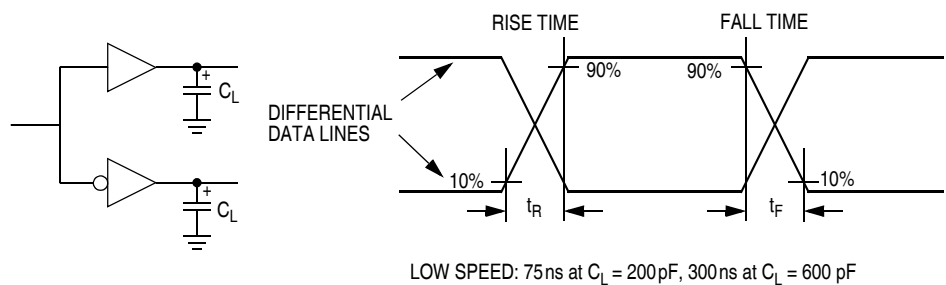 RISE TIME
FALL TIME
90%
90%
C_L
DIFFERENTIAL
DATA LINES
10%
10%
t_R
t_F
C_L
+
+
LOW SPEED: 75ns at C_L = 200pF, 300ns at C_L = 600 pF